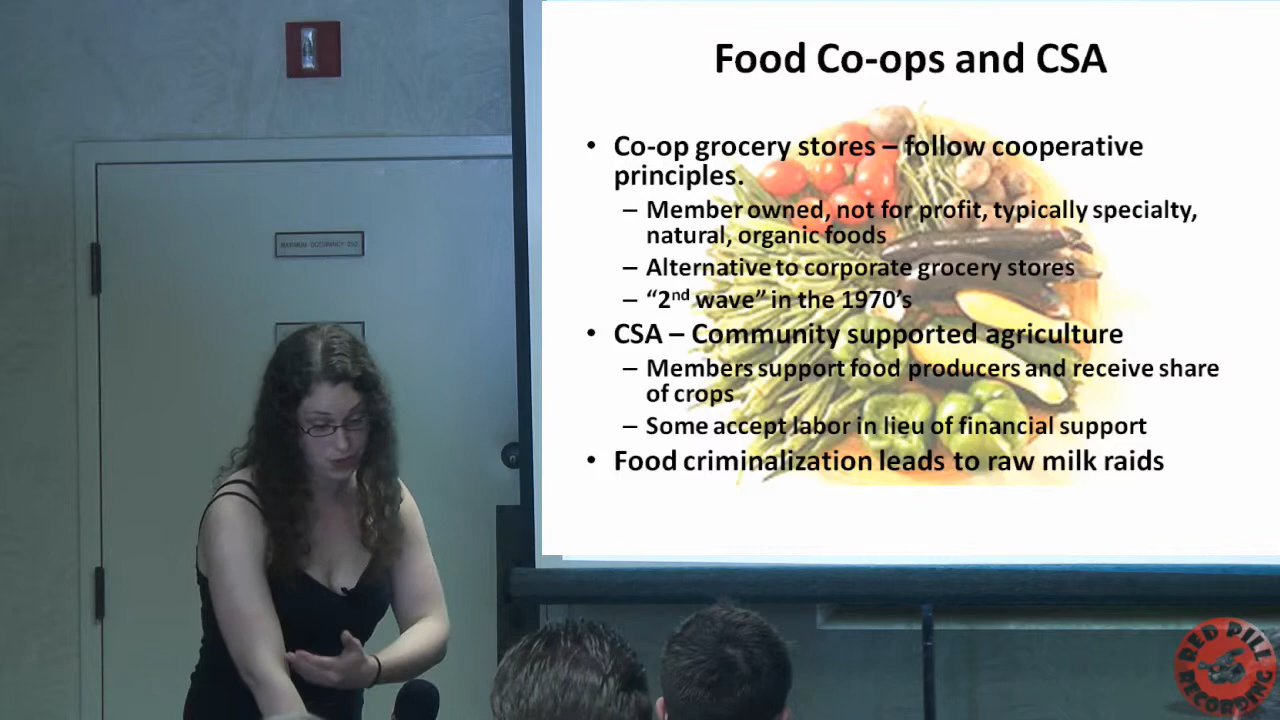 Food Co-ops and CSA
• Co-op grocery stores – follow cooperative
principles.
– Member owned, not for profit, typically specialty,
natural, organic foods
– Alternative to corporate grocery stores
– “2nd wave” in the 1970’s
• CSA – Community supported agriculture
– Members support food producers and receive share
of crops
– Some accept labor in lieu of financial support
• Food criminalization leads to raw milk raids
MAXIMUM OCCUPANCY
RED PILL
RECORDING